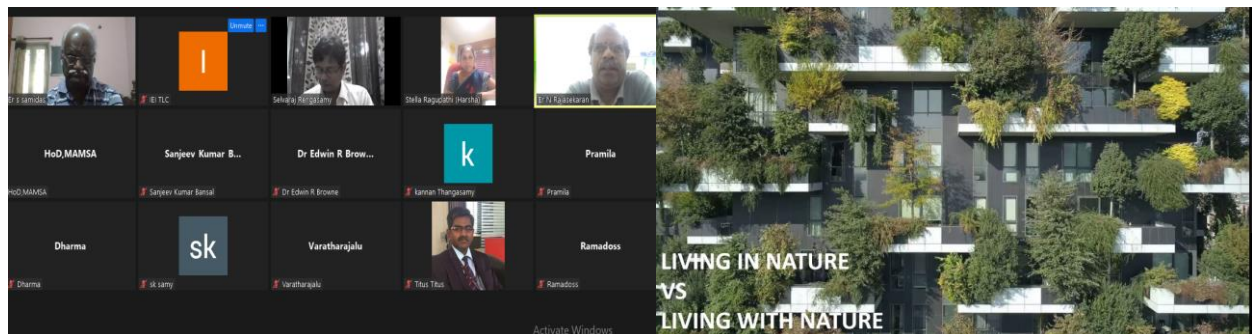 Unmute ...
I
Er s samidas
IEI TLC
Selvaraj Rengasamy
Stella Ragupathi (Harsha)
Er N Rajasekaran
HoD,MAMSA
Sanjeev Kumar B...
Dr Edwin R Brow...
k
Pramila
HoD,MAMSA
Sanjeev Kumar Bansal
Dr Edwin R Browne
kannan Thangasamy
Pramila
Dharma
sk
Varatharajalu
Ramadoss
Dharma
sk samy
Varatharajalu
Titus Titus
Ramadoss
Activate Windows
LIVING IN NATURE
VS
LIVING WITH NATURE